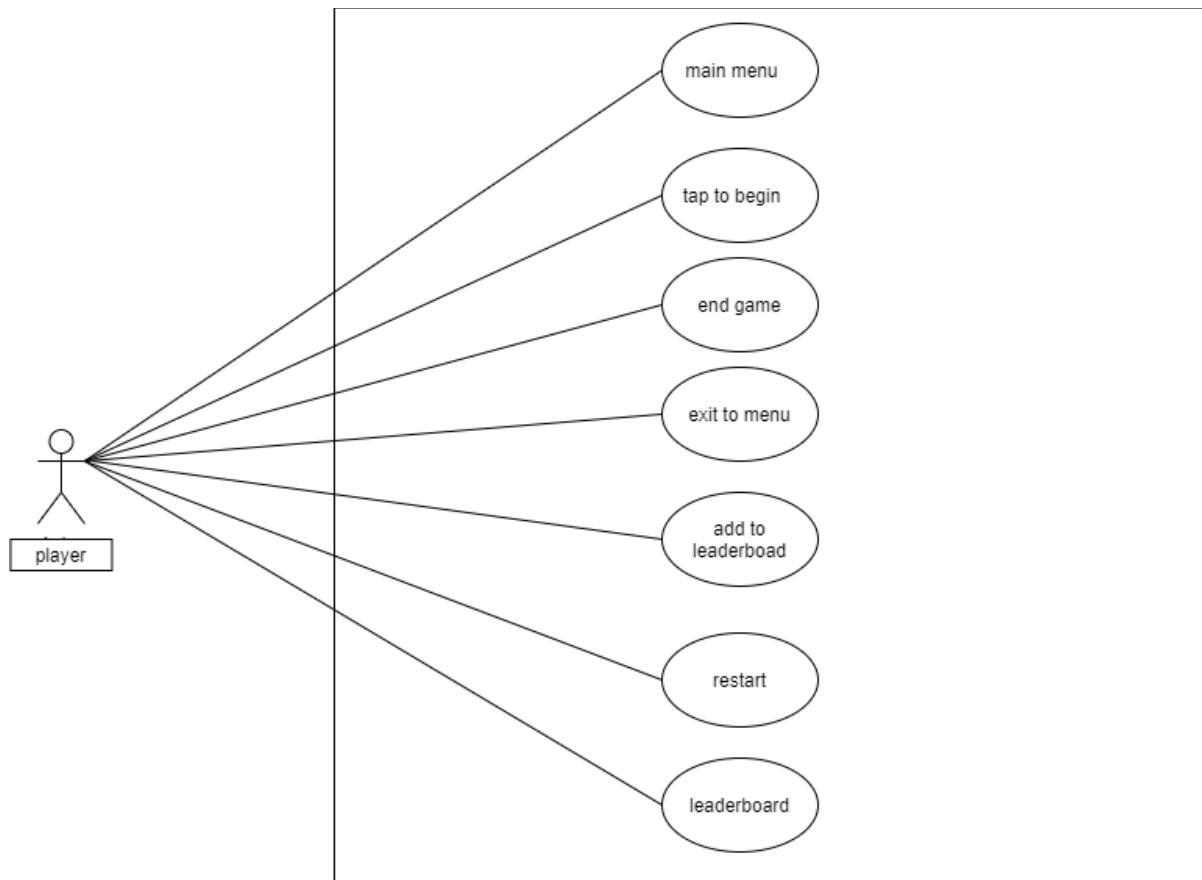 main menu
tap to begin
end game
exit to menu
add to
leaderboad
player
restart
leaderboard